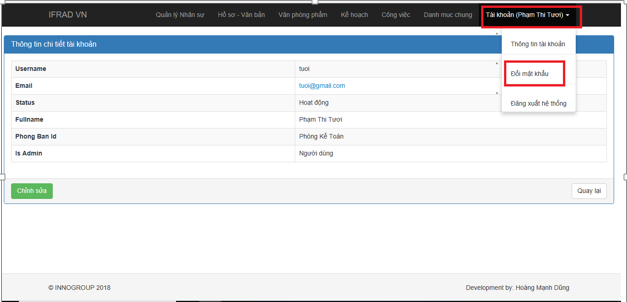 IFRAD VN
Quản lý Nhân sự
Hồ sơ - Văn bản
Văn phòng phẩm
Kế hoạch
Công việc
Danh mục chung
Tài khoản (Phạm Thị Tươi)
Thông tin tài khoản
Đổi mật khẩu
Đăng xuất hệ thống
Thông tin chi tiết tài khoản
Username tuoi
Email tuoi@gmail.com
Status Hoạt động
Fullname Phạm Thị Tươi
Phong Ban Id Phòng Kế Toán
Is Admin Người dùng
Chỉnh sửa
Quay lại
© INNOGROUP 2018
Development by: Hoàng Mạnh Dũng